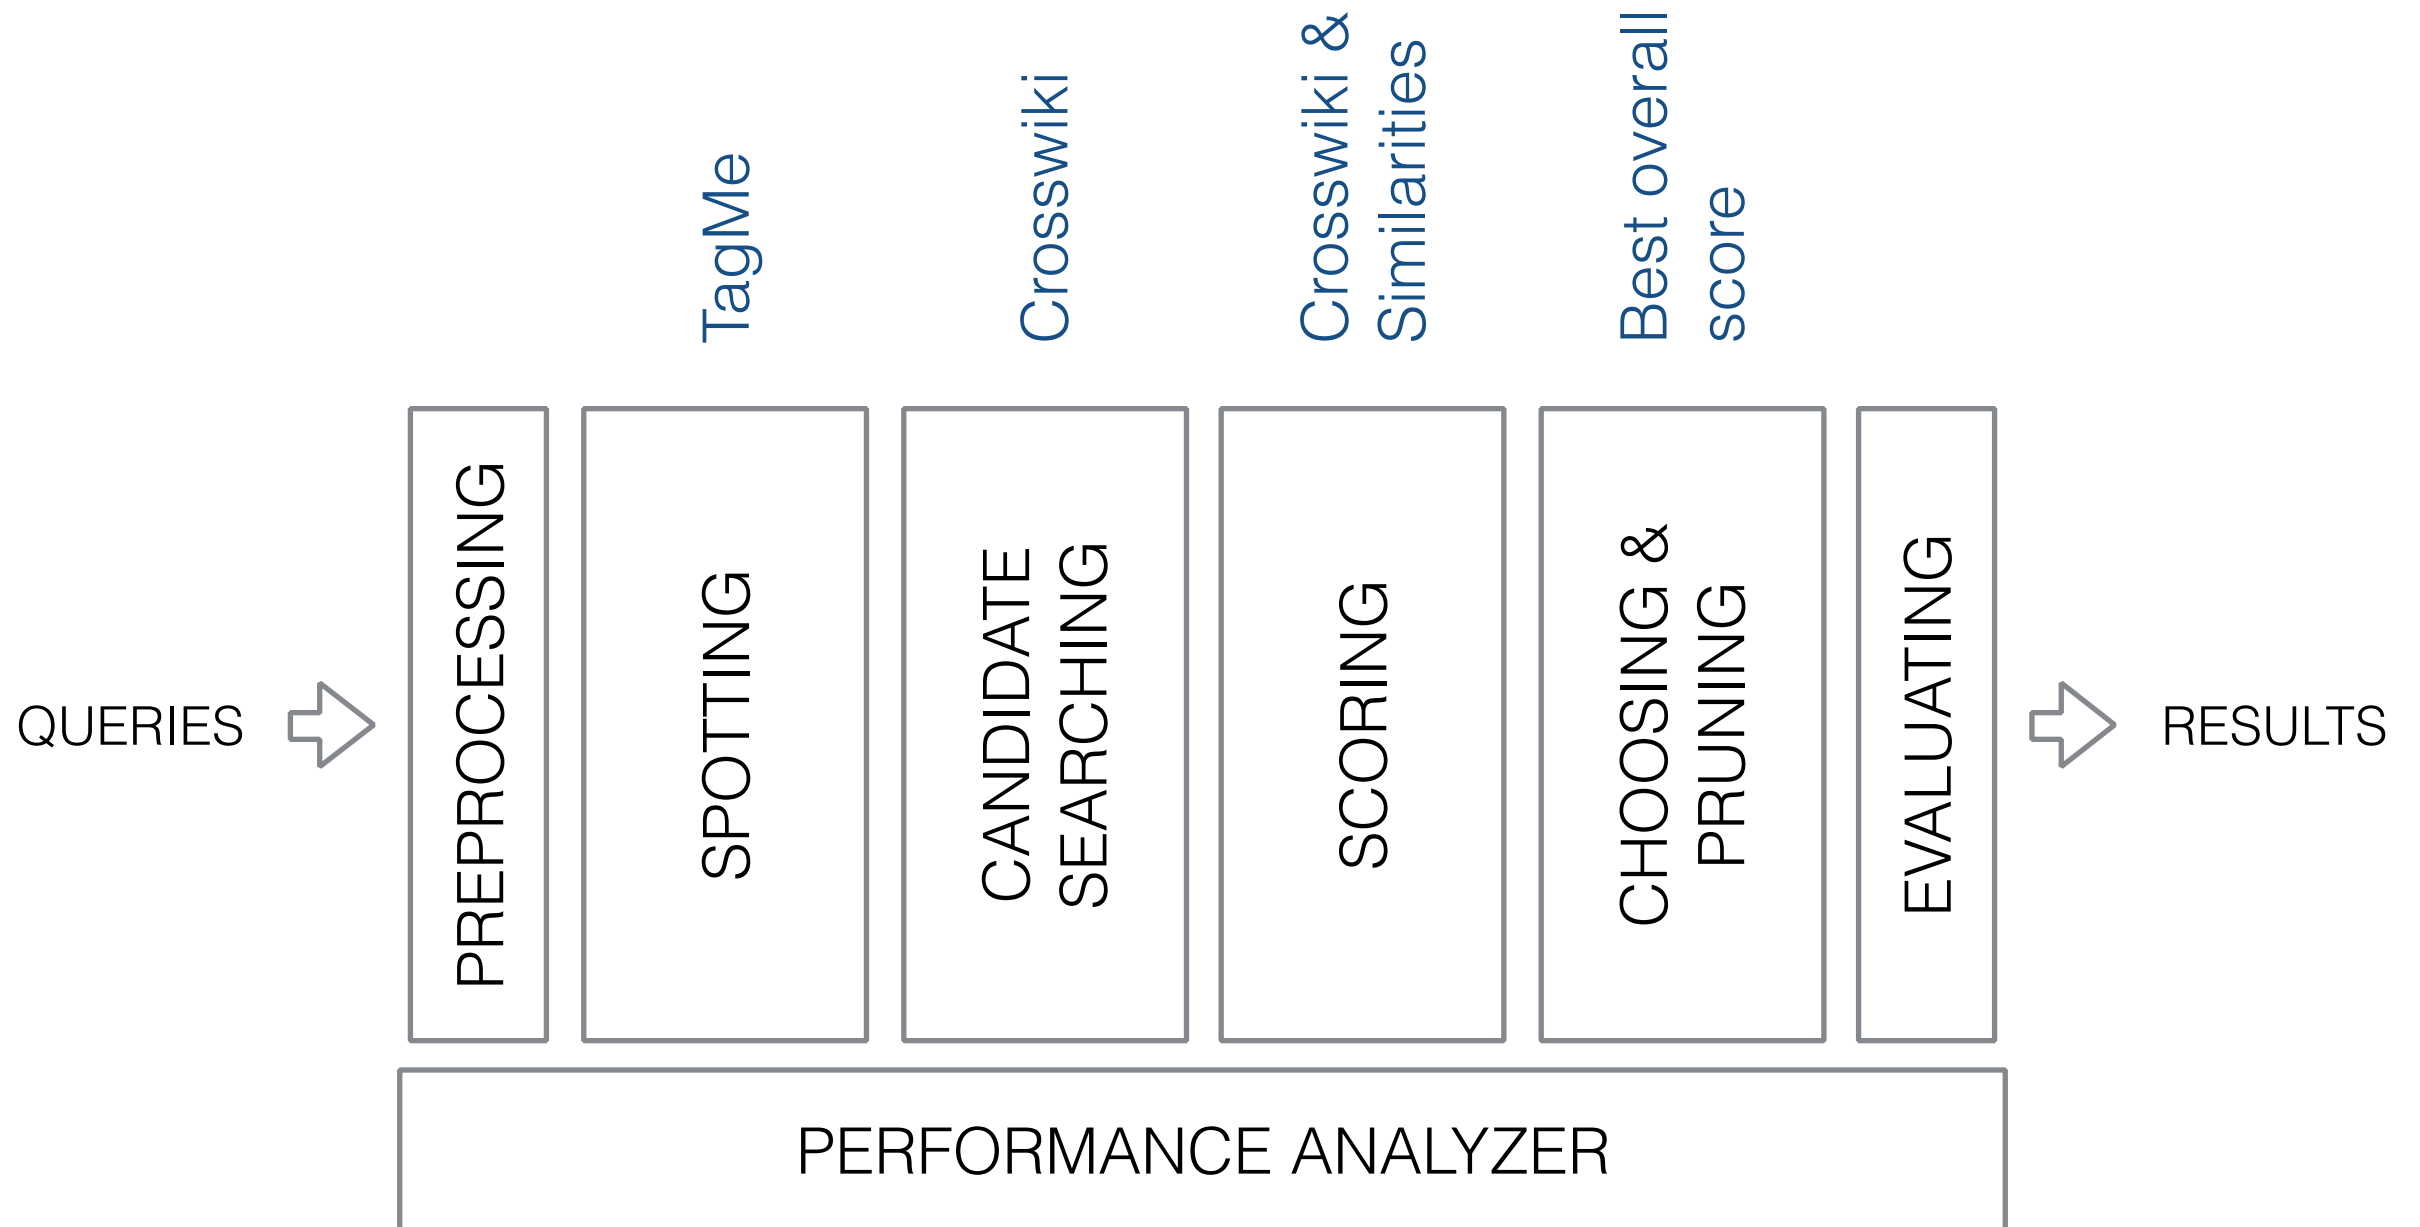 TagMe
Crosswiki
Crosswiki &
Similarities
Best overall
score
QUERIES
PREPROCESSING
SPOTTING
CANDIDATE
SEARCHING
SCORING
CHOOSING &
PRUNING
EVALUATING
RESULTS
PERFORMANCE ANALYZER